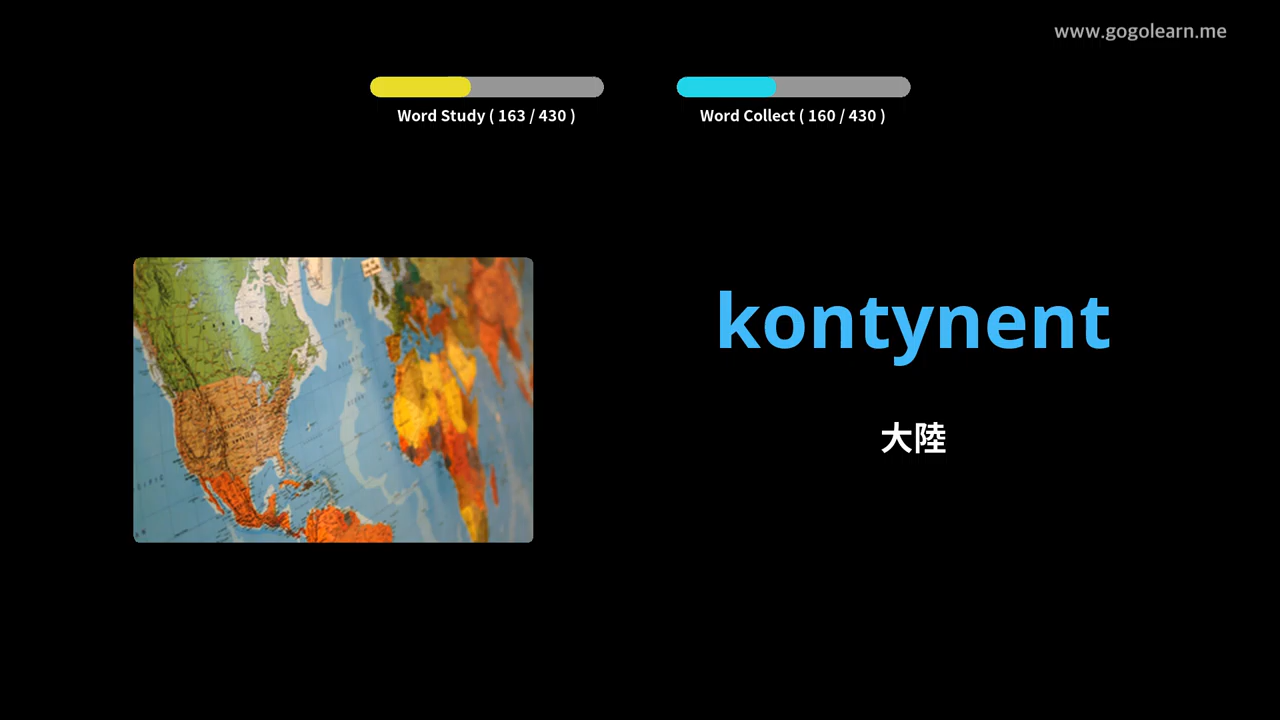 www.gogolearn.me
Word Study ( 163 / 430 )
Word Collect ( 160 / 430 )
kontynent
大陸